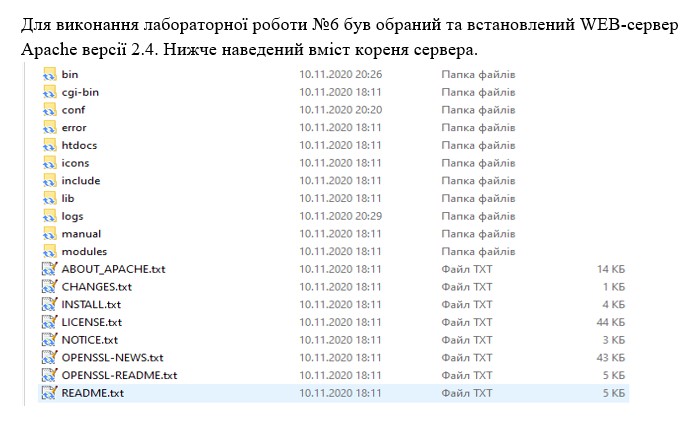 Для виконання лабораторної роботи №6 був обраний та встановлений WEB-сервер
Apache версії 2.4. Нижче наведений вміст кореня сервера.
bin 10.11.2020 20:26 Папка файлів
cgi-bin 10.11.2020 18:11 Папка файлів
conf 10.11.2020 20:20 Папка файлів
error 10.11.2020 18:11 Папка файлів
htdocs 10.11.2020 18:11 Папка файлів
icons 10.11.2020 18:11 Папка файлів
include 10.11.2020 18:11 Папка файлів
lib 10.11.2020 18:11 Папка файлів
logs 10.11.2020 20:29 Папка файлів
manual 10.11.2020 18:11 Папка файлів
modules 10.11.2020 18:11 Папка файлів
ABOUT_APACHE.txt 10.11.2020 18:11 Файл TXT 14 КБ
CHANGES.txt 10.11.2020 18:11 Файл TXT 1 КБ
INSTALL.txt 10.11.2020 18:11 Файл TXT 4 КБ
LICENSE.txt 10.11.2020 18:11 Файл TXT 44 КБ
NOTICE.txt 10.11.2020 18:11 Файл TXT 3 КБ
OPENSSL-NEWS.txt 10.11.2020 18:11 Файл TXT 43 КБ
OPENSSL-README.txt 10.11.2020 18:11 Файл TXT 5 КБ
README.txt 10.11.2020 18:11 Файл TXT 5 КБ